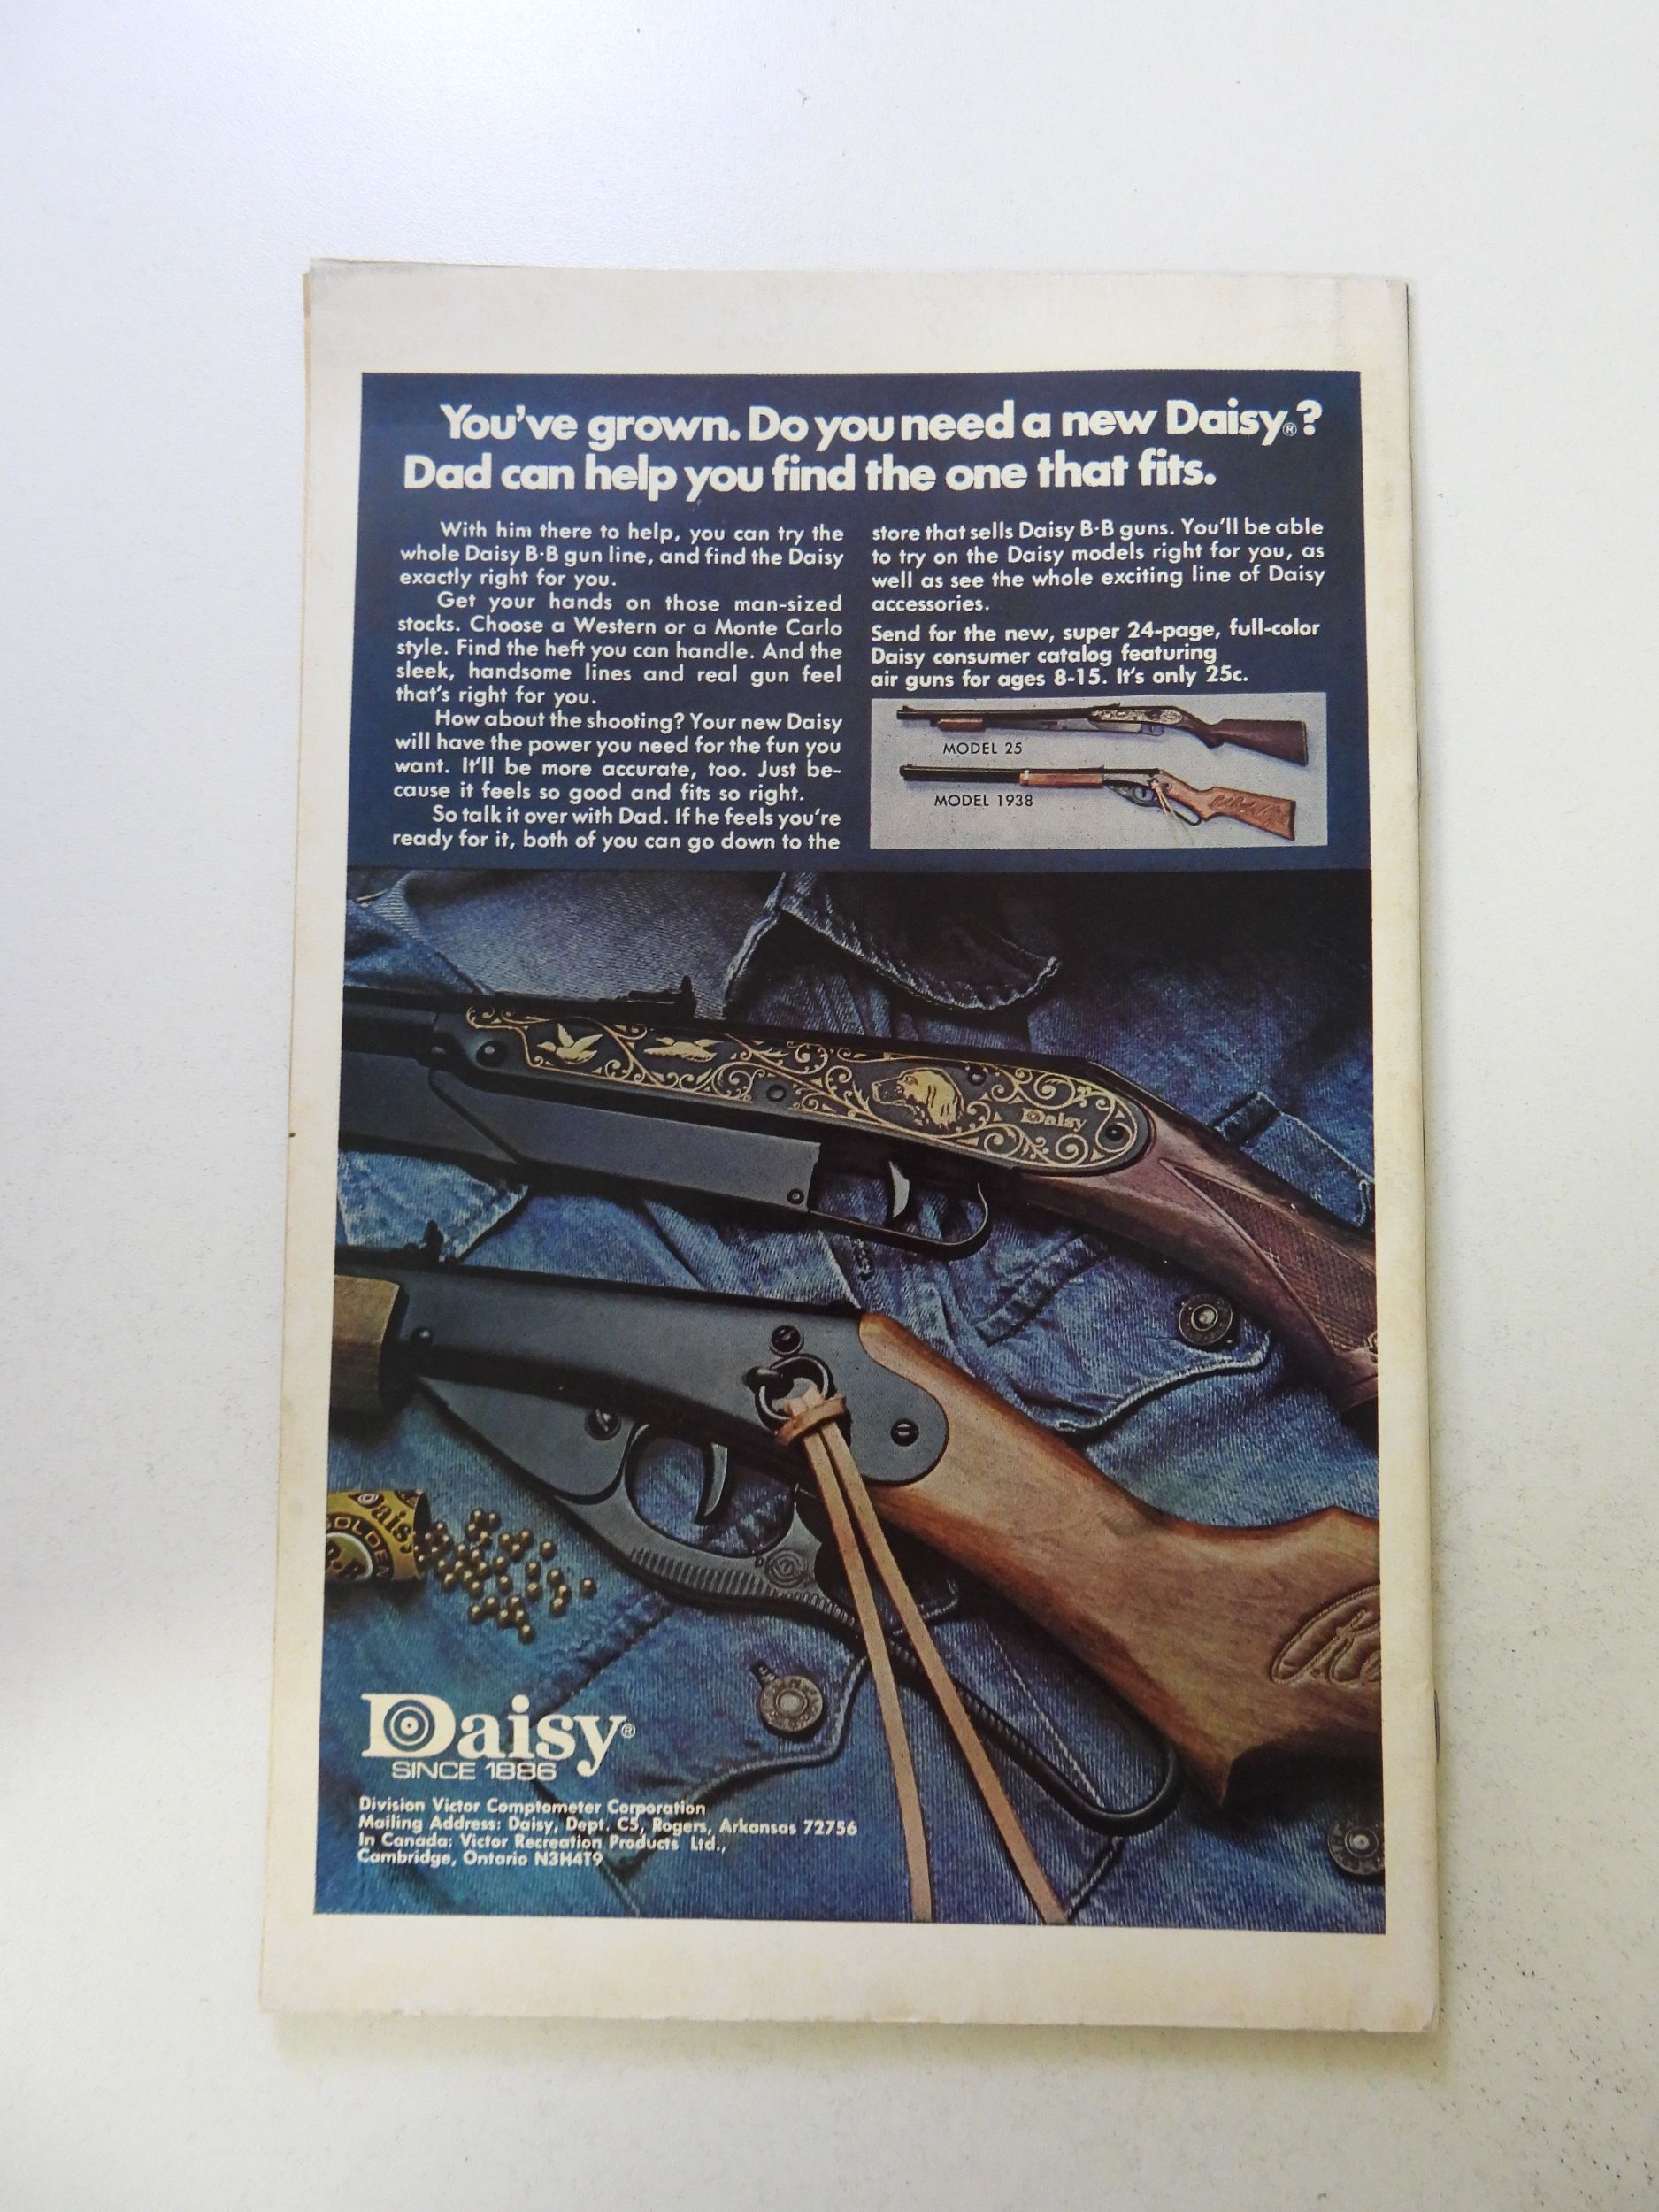 You've grown. Do you need a new Daisy®?
Dad can help you find the one that fits.
With him there to help, you can try the
whole Daisy B·B gun line, and find the Daisy
exactly right for you.
Get your hands on those man-sized
stocks. Choose a Western or a Monte Carlo
style. Find the heft you can handle. And the
sleek, handsome lines and real gun feel
that's right for you.
How about the shooting? Your new Daisy
will have the power you need for the fun you
want. It'll be more accurate, too. Just be-
cause it feels so good and fits so right.
So talk it over with Dad. If he feels you're
ready for it, both of you can go down to the
store that sells Daisy B·B guns. You'll be able
to try on the Daisy models right for you, as
well as see the whole exciting line of Daisy
accessories.
Send for the new, super 24-page, full-color
Daisy consumer catalog featuring
air guns for ages 8-15. It's only 25c.
MODEL 25
MODEL 1938
Daisy
Daisy
GOLDEN
B·B
Daisy®
SINCE 1886
Division Victor Comptometer Corporation
Mailing Address: Daisy, Dept. C5, Rogers, Arkansas 72756
In Canada: Victor Recreation Products Ltd.,
Cambridge, Ontario N3H4T9